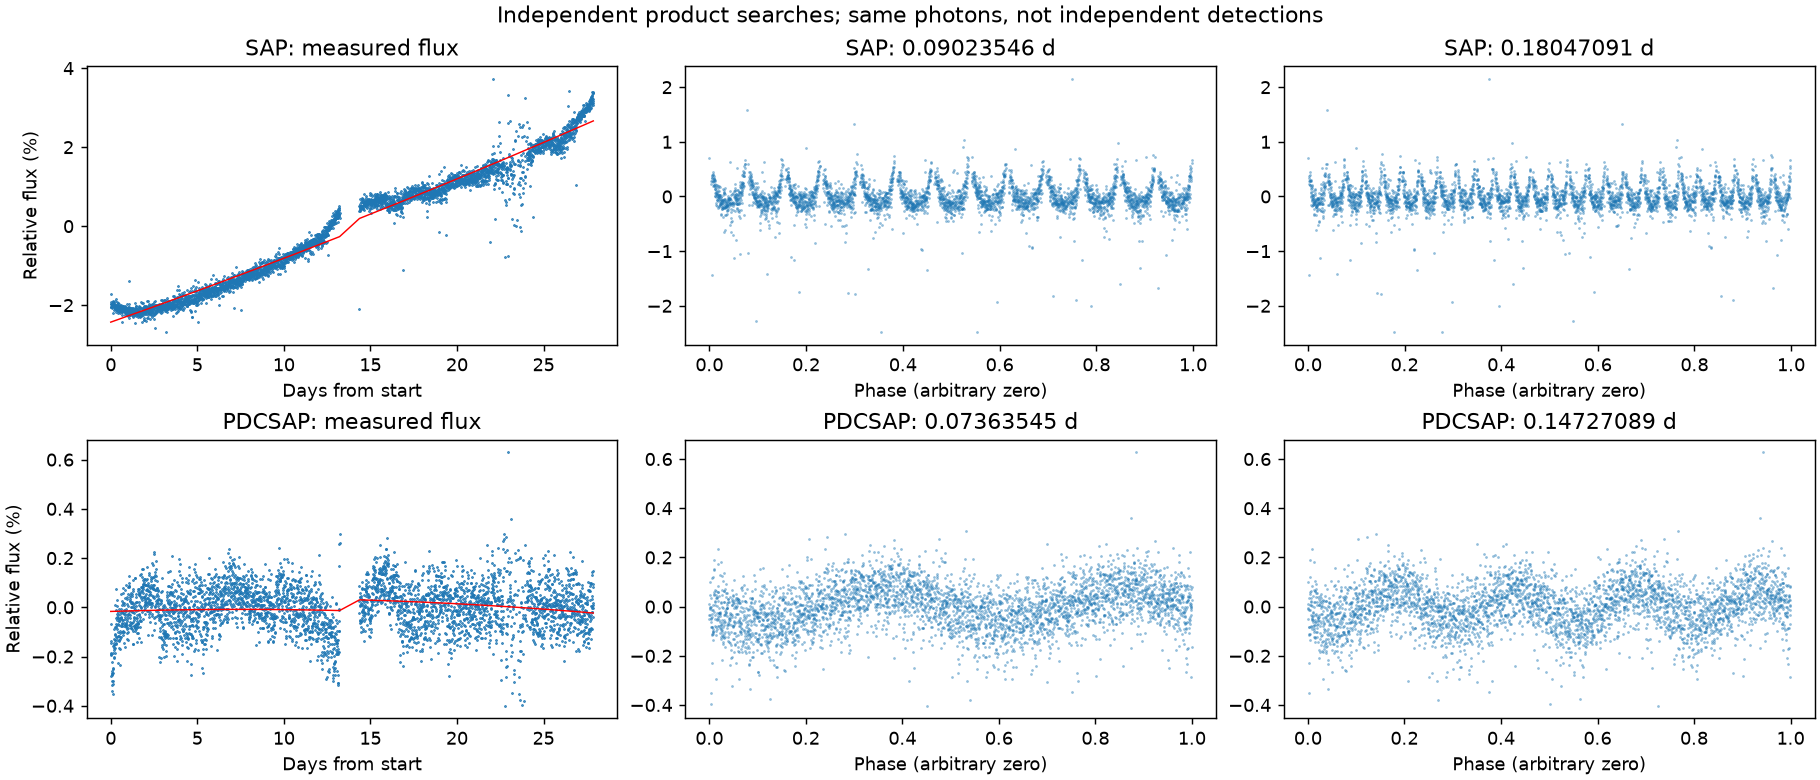 Independent product searches; same photons, not independent detections
SAP: measured flux
SAP: 0.09023546 d
SAP: 0.18047091 d
Relative flux (%)
4
2
0
−2
2
1
0
−1
−2
2
1
0
−1
−2
0 5 10 15 20 25
0.0 0.2 0.4 0.6 0.8 1.0
0.0 0.2 0.4 0.6 0.8 1.0
Days from start
Phase (arbitrary zero)
Phase (arbitrary zero)
PDCSAP: measured flux
PDCSAP: 0.07363545 d
PDCSAP: 0.14727089 d
Relative flux (%)
0.6
0.4
0.2
0.0
−0.2
−0.4
0.6
0.4
0.2
0.0
−0.2
−0.4
0.6
0.4
0.2
0.0
−0.2
−0.4
0 5 10 15 20 25
0.0 0.2 0.4 0.6 0.8 1.0
0.0 0.2 0.4 0.6 0.8 1.0
Days from start
Phase (arbitrary zero)
Phase (arbitrary zero)